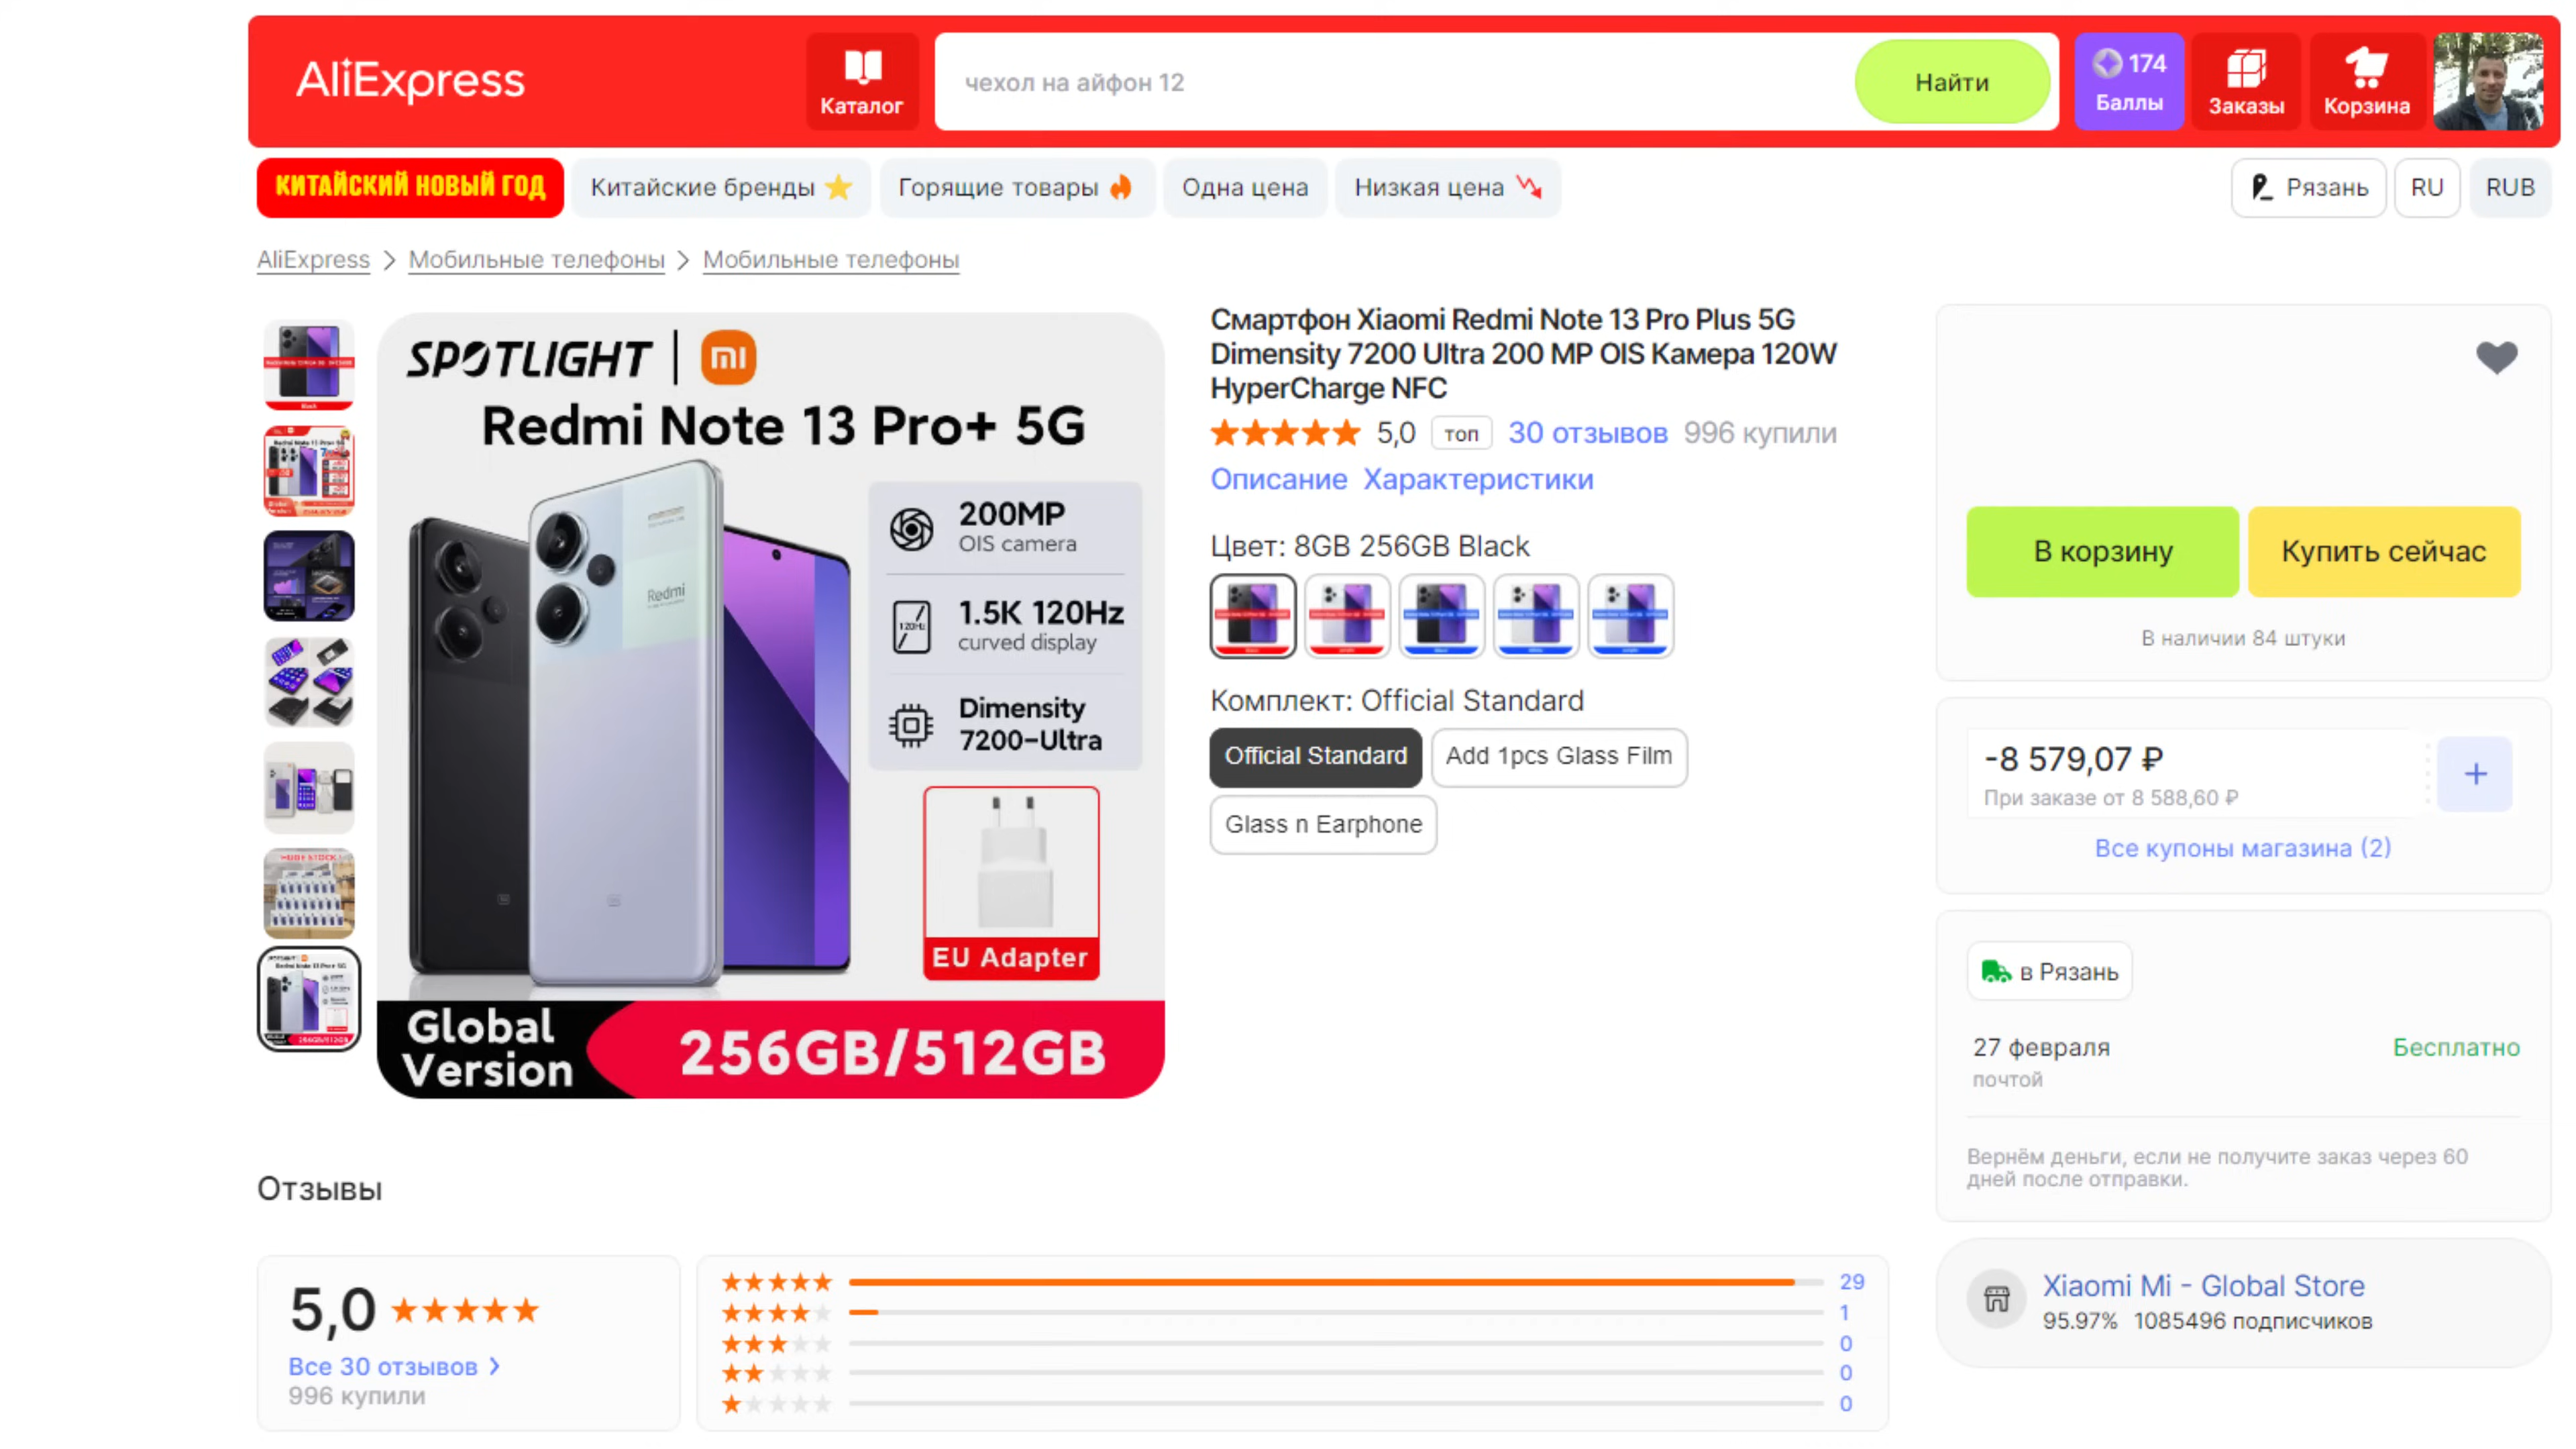 AliExpress
Каталог
чехол на айфон 12
Найти
174
Баллы
Заказы
Корзина
КИТАЙСКИЙ НОВЫЙ ГОД
Китайские бренды
Горящие товары
Одна цена
Низкая цена
Рязань
RU
RUB
AliExpress > Мобильные телефоны > Мобильные телефоны
SPOTLIGHT
Redmi Note 13 Pro+ 5G
200MP
OIS camera
120Hz
1.5K 120Hz
curved display
Dimensity
7200-Ultra
Redmi
EU Adapter
Global
Version
256GB/512GB
Смартфон Xiaomi Redmi Note 13 Pro Plus 5G
Dimensity 7200 Ultra 200 MP OIS Камера 120W
HyperCharge NFC
5,0 топ 30 отзывов 996 купили
Описание Характеристики
Цвет: 8GB 256GB Black
Комплект: Official Standard
Official Standard
Add 1pcs Glass Film
Glass n Earphone
В корзину
Купить сейчас
В наличии 84 штуки
-8 579,07 ₽
При заказе от 8 588,60 ₽
+
Все купоны магазина (2)
в Рязань
27 февраля
Бесплатно
почтой
Вернём деньги, если не получите заказ через 60
дней после отправки.
Xiaomi Mi - Global Store
95.97% 1085496 подписчиков
Отзывы
5,0
Все 30 отзывов >
996 купили
29
1
0
0
0